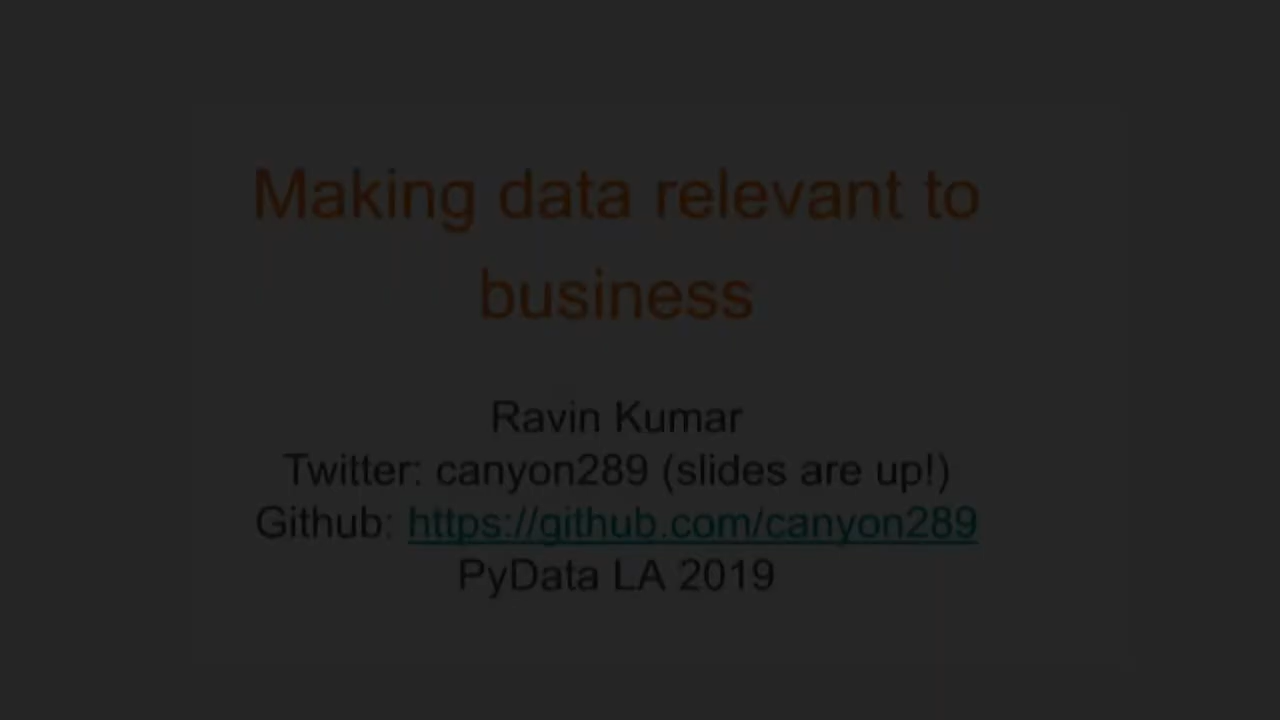 Making data relevant to
business
Ravin Kumar
Twitter: canyon289 (slides are up!)
Github: https://github.com/canyon289
PyData LA 2019